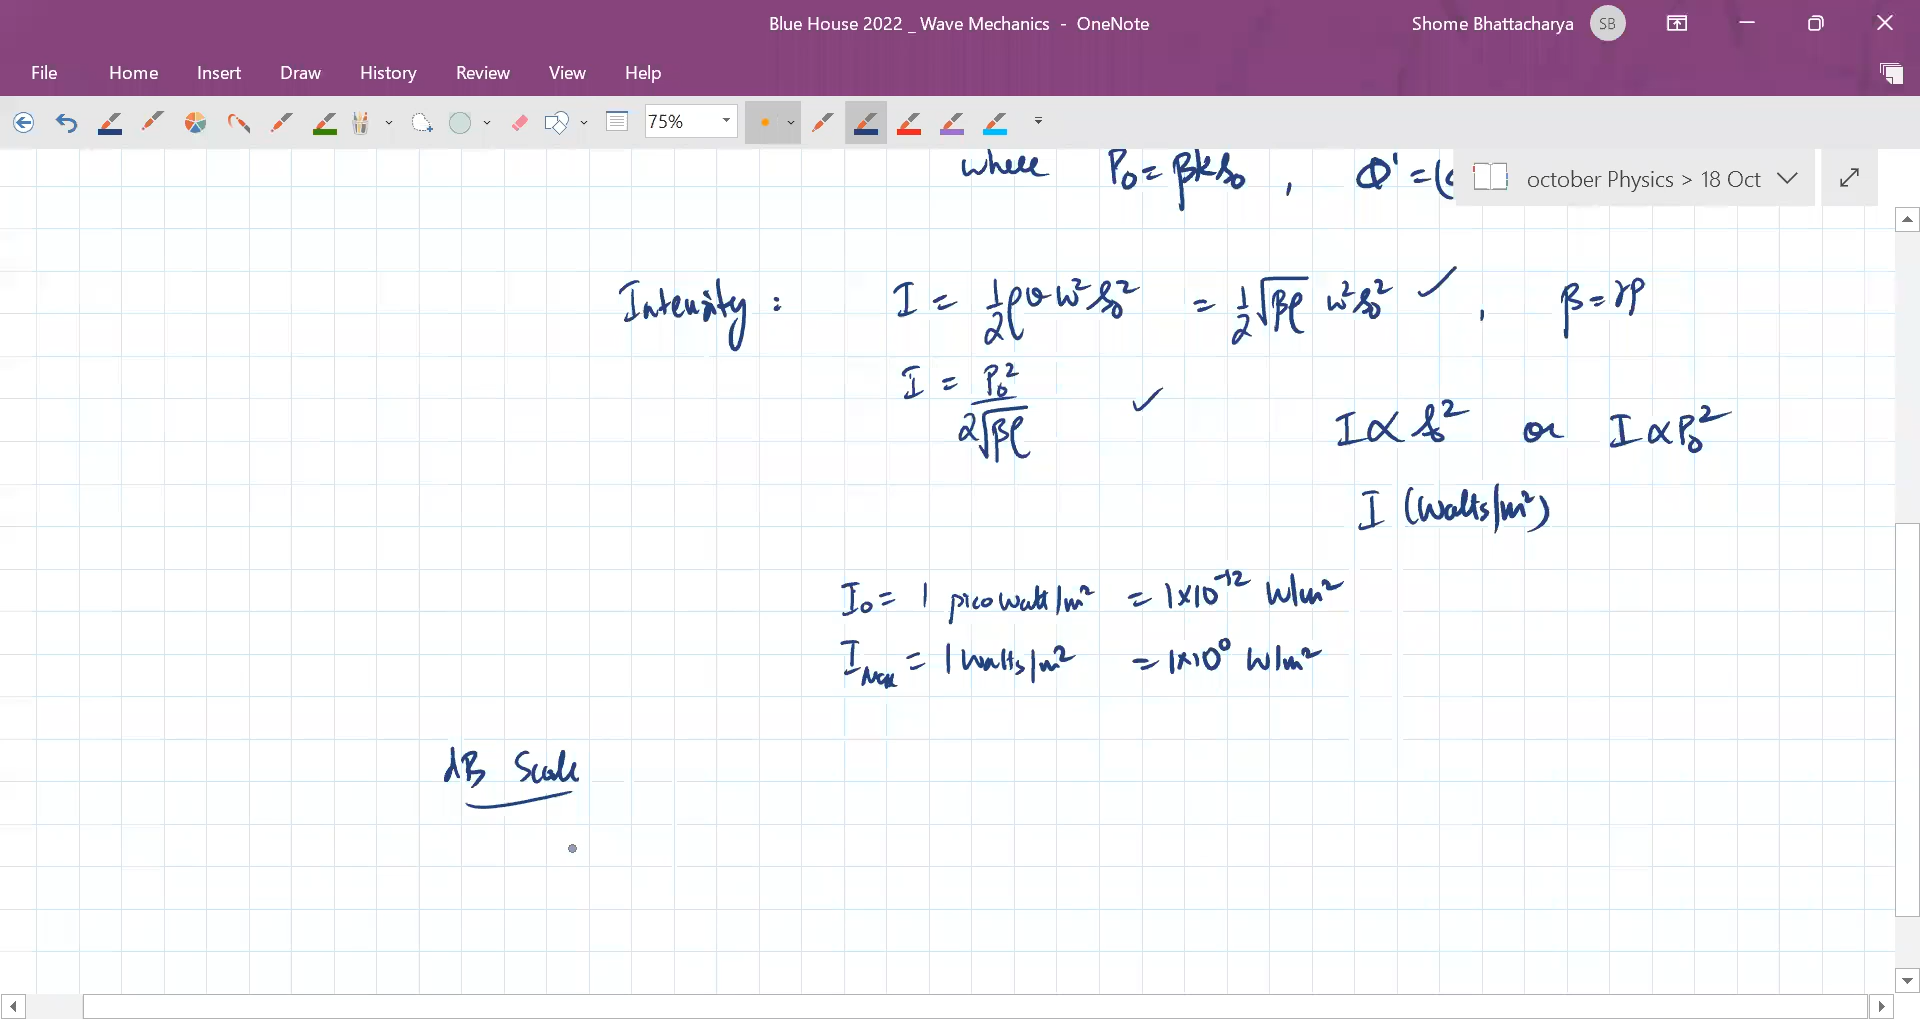 Blue House 2022 _ Wave Mechanics - OneNote
Shome Bhattacharya SB
File Home Insert Draw History Review View Help
75%
where P₀ = βks₀ , Φ' = (
october Physics > 18 Oct
Intensity : I = ½ρvω²s₀² = ½√βρ ω²s₀² ✓ , β = γP
I = P₀² / 2√βρ ✓
I ∝ s₀² or I ∝ P₀²
I (Watts/m²)
I₀ = 1 picowatt/m² = 1×10⁻¹² W/m²
I_Max = 1 Watts/m² = 1×10⁰ W/m²
dB Scale